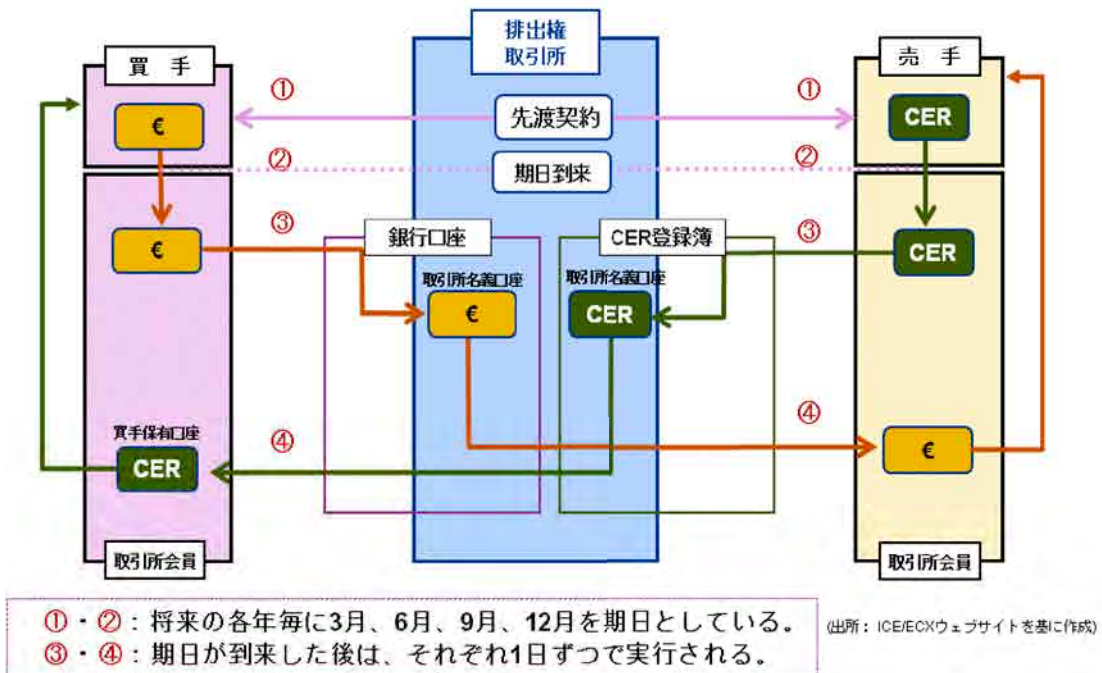 排出権
取引所
買 手
売 手
①
①
€
先渡契約
CER
②
②
期日到来
③
③
銀行口座
CER登録簿
€
CER
取引所名義口座
取引所名義口座
€
CER
④
④
買手保有口座
CER
€
取引所会員
取引所会員
①・②：将来の各年毎に3月、6月、9月、12月を期日としている。
(出所：ICE/ECXウェブサイトを基に作成)
③・④：期日が到来した後は、それぞれ1日ずつで実行される。